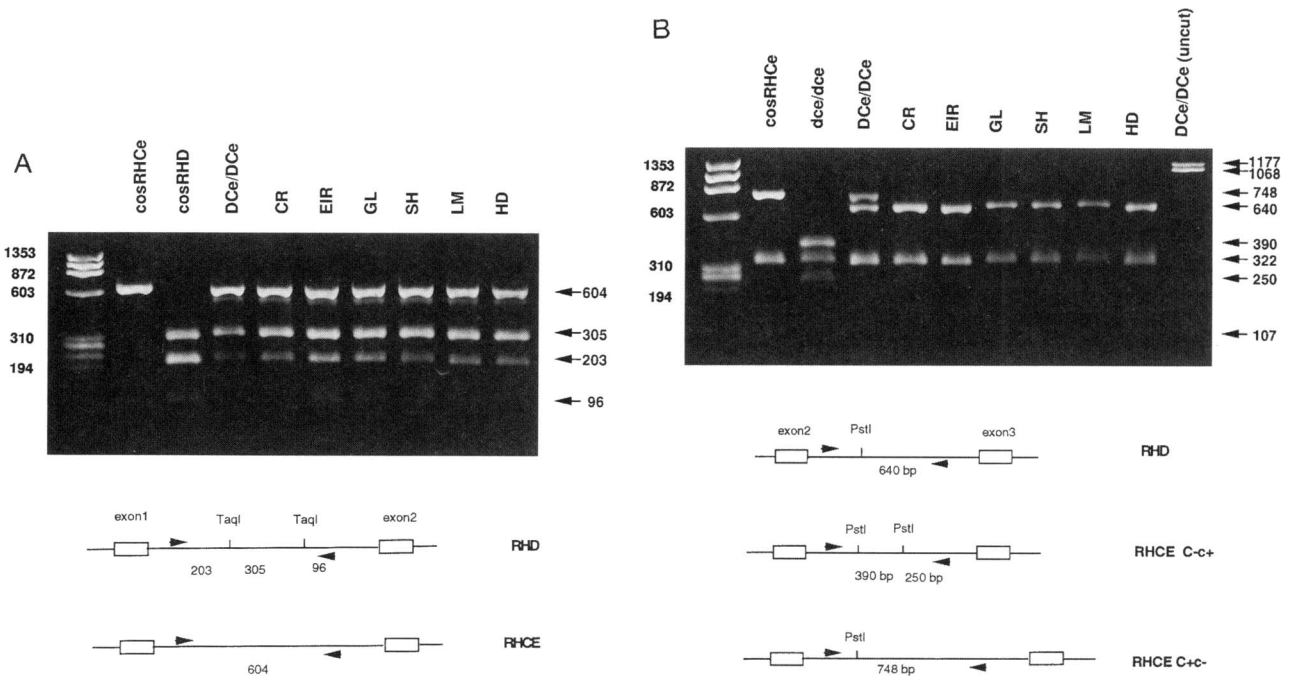 A
cosRHCe
cosRHD
DCe/DCe
CR
EIR
GL
SH
LM
HD
1353
872
603
310
194
604
305
203
96
exon1
TaqI
TaqI
exon2
RHD
203
305
96
RHCE
604
B
cosRHCe
dce/dce
DCe/DCe
CR
EIR
GL
SH
LM
HD
DCe/DCe (uncut)
1353
872
603
310
194
1177
1068
748
640
390
322
250
107
exon2
PstI
exon3
RHD
640 bp
PstI
PstI
RHCE C-c+
390 bp
250 bp
PstI
RHCE C+c-
748 bp